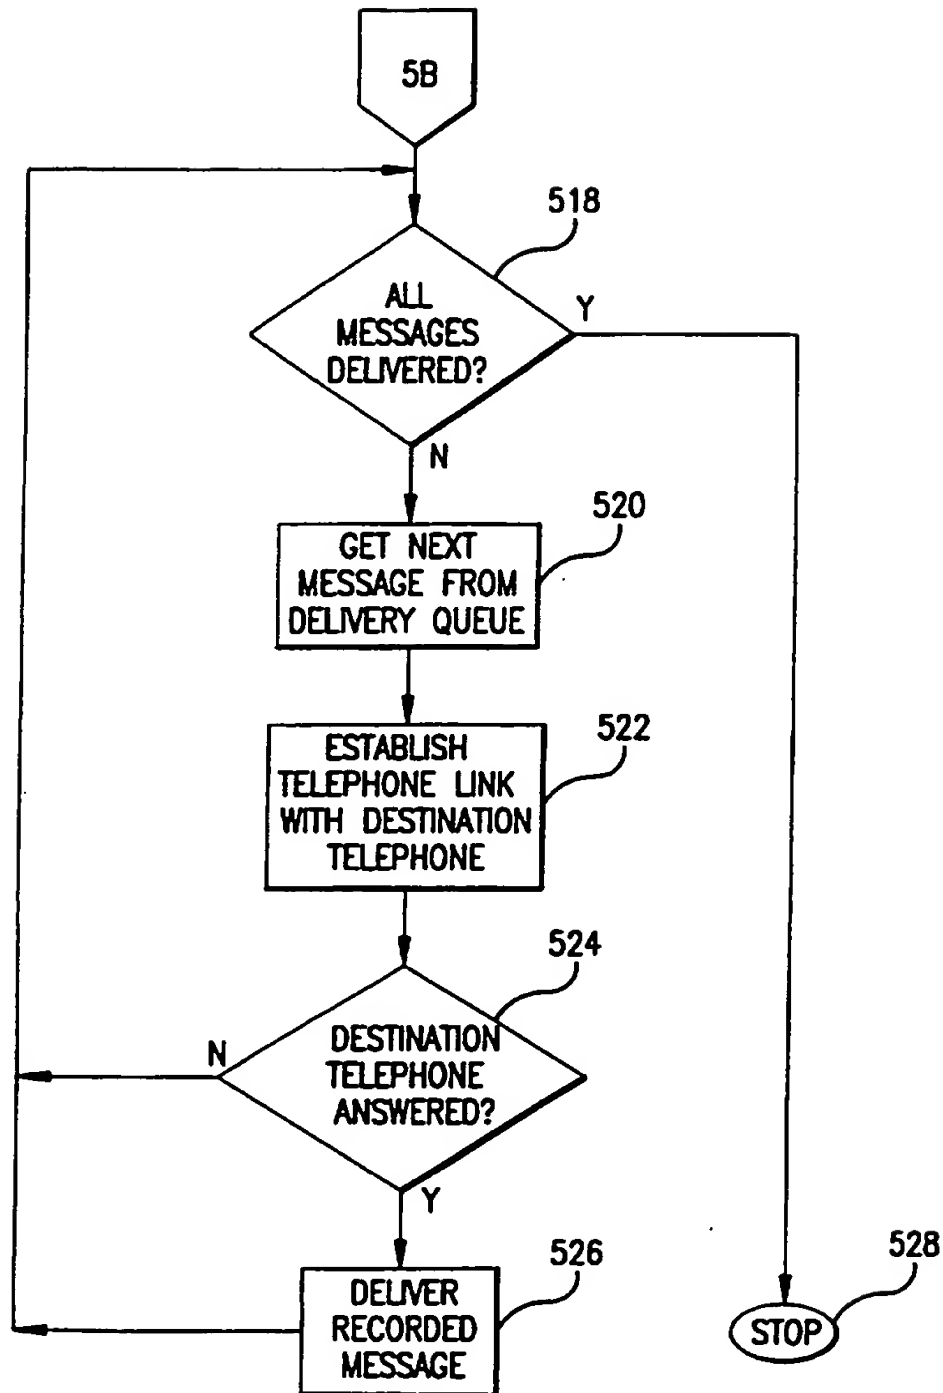 5B
518
ALL
MESSAGES
DELIVERED?
Y
N
520
GET NEXT
MESSAGE FROM
DELIVERY QUEUE
522
ESTABLISH
TELEPHONE LINK
WITH DESTINATION
TELEPHONE
524
DESTINATION
TELEPHONE
ANSWERED?
N
Y
526
DELIVER
RECORDED
MESSAGE
528
STOP